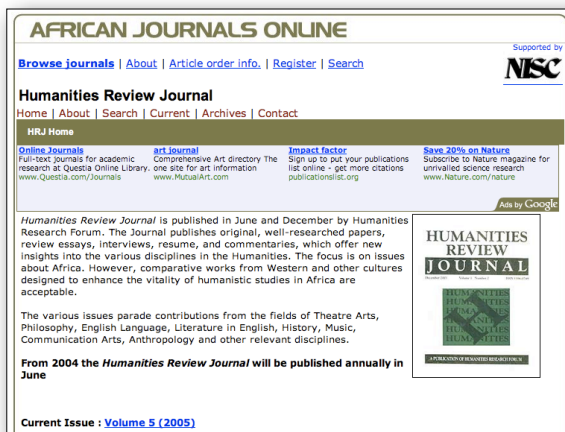 AFRICAN JOURNALS ONLINE
Supported by
NISC
Browse journals | About | Article order info. | Register | Search
Humanities Review Journal
Home | About | Search | Current | Archives | Contact
HRJ Home
Online Journals
Full-text journals for academic
research at Questia Online Library.
www.Questia.com/Journals
art journal
Comprehensive Art directory The
one site for art information
www.MutualArt.com
Impact factor
Sign up to put your publications
list online - get more citations
publicationslist.org
Save 20% on Nature
Subscribe to Nature magazine for
unrivalled science research
www.Nature.com/nature
Ads by Google
Humanities Review Journal is published in June and December by Humanities
Research Forum. The Journal publishes original, well-researched papers,
review essays, interviews, resume, and commentaries, which offer new
insights into the various disciplines in the Humanities. The focus is on issues
about Africa. However, comparative works from Western and other cultures
designed to enhance the vitality of humanistic studies in Africa are
acceptable.
The various issues parade contributions from the fields of Theatre Arts,
Philosophy, English Language, Literature in English, History, Music,
Communication Arts, Anthropology and other relevant disciplines.
From 2004 the Humanities Review Journal will be published annually in
June
Current Issue : Volume 5 (2005)
HUMANITIES
REVIEW
JOURNAL
HUMANITIES
HUMANITIES
HUMANITIES
HUMANITIES
HUMANITIES
A PUBLICATION OF HUMANITIES RESEARCH FORUM